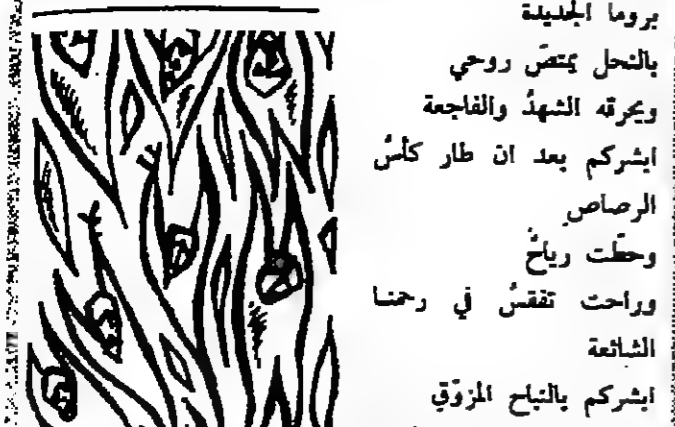 بروما الجديدة
بالنحل يمتصّ روحي
ويحرقه الشهدُ والفاجعة
ابشركم بعد ان طار كأسُ
الرصاص
وحطّت رياحُ
وراحت تفقسُ في رحمنا
الشائعة
ابشركم بالنباح المزوّقِ